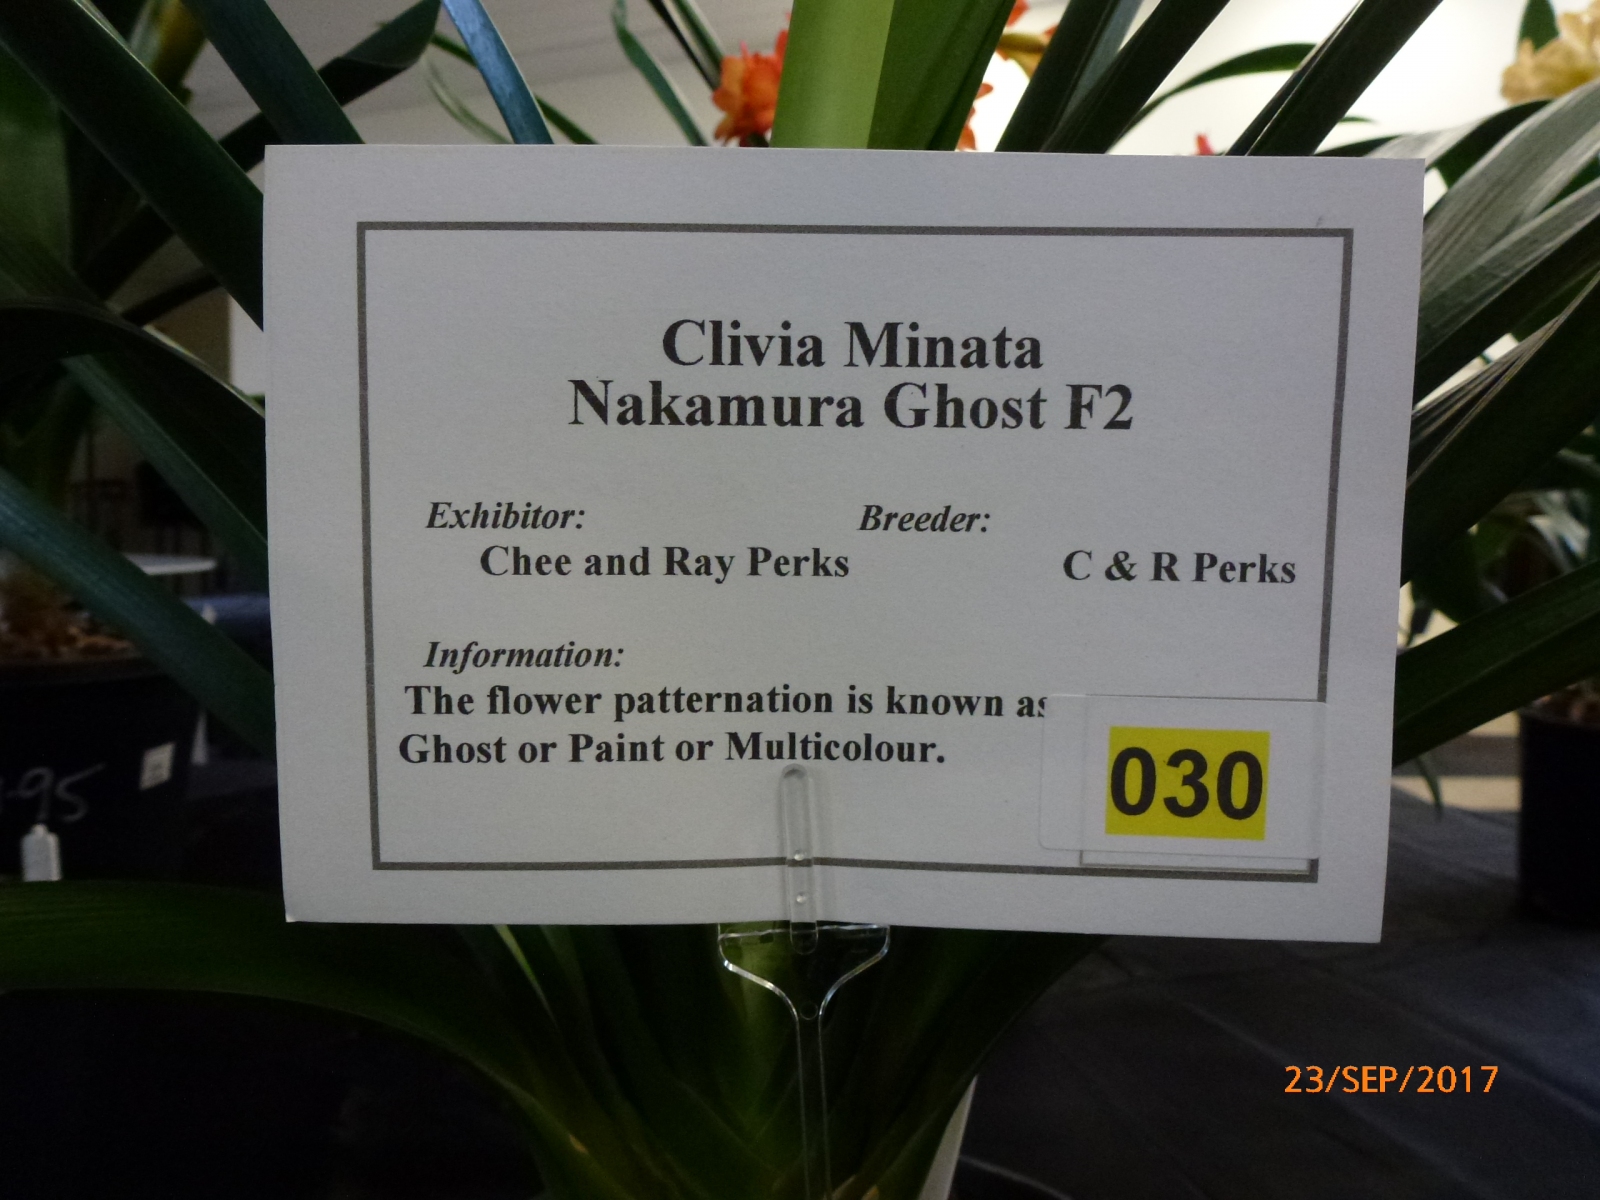 Clivia Minata
Nakamura Ghost F2
Exhibitor: Breeder:
Chee and Ray Perks C & R Perks
Information:
The flower patternation is known as
Ghost or Paint or Multicolour.
030
-95
23/SEP/2017